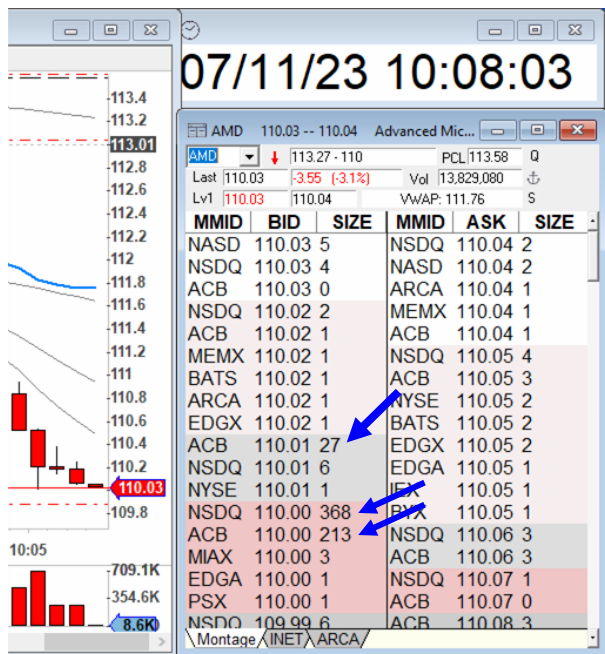 07/11/23 10:08:03
113.4
113.2
113.01
112.8
112.6
112.4
112.2
112
111.8
111.6
111.4
111.2
111
110.8
110.6
110.4
110.2
110.03
109.8
10:05
709.1K
354.6K
8.6K
AMD 110.03 -- 110.04 Advanced Mic...
AMD 113.27 - 110 PCL 113.58 Q
Last 110.03 -3.55 (-3.1%) Vol 13,829,080
Lv1 110.03 110.04 VWAP: 111.76 S
MMID BID SIZE MMID ASK SIZE
NASD 110.03 5 NSDQ 110.04 2
NSDQ 110.03 4 NASD 110.04 2
ACB 110.03 0 ARCA 110.04 1
NSDQ 110.02 2 MEMX 110.04 1
ACB 110.02 1 ACB 110.04 1
MEMX 110.02 1 NSDQ 110.05 4
BATS 110.02 1 ACB 110.05 3
ARCA 110.02 1 NYSE 110.05 2
EDGX 110.02 1 BATS 110.05 2
ACB 110.01 27 EDGX 110.05 2
NSDQ 110.01 6 EDGA 110.05 1
NYSE 110.01 1 IEX 110.05 1
NSDQ 110.00 368 BYX 110.05 1
ACB 110.00 213 NSDQ 110.06 3
MIAX 110.00 3 ACB 110.06 3
EDGA 110.00 1 NSDQ 110.07 1
PSX 110.00 1 ACB 110.07 0
NSDQ 109.99 6 ACB 110.08 3
Montage INET ARCA